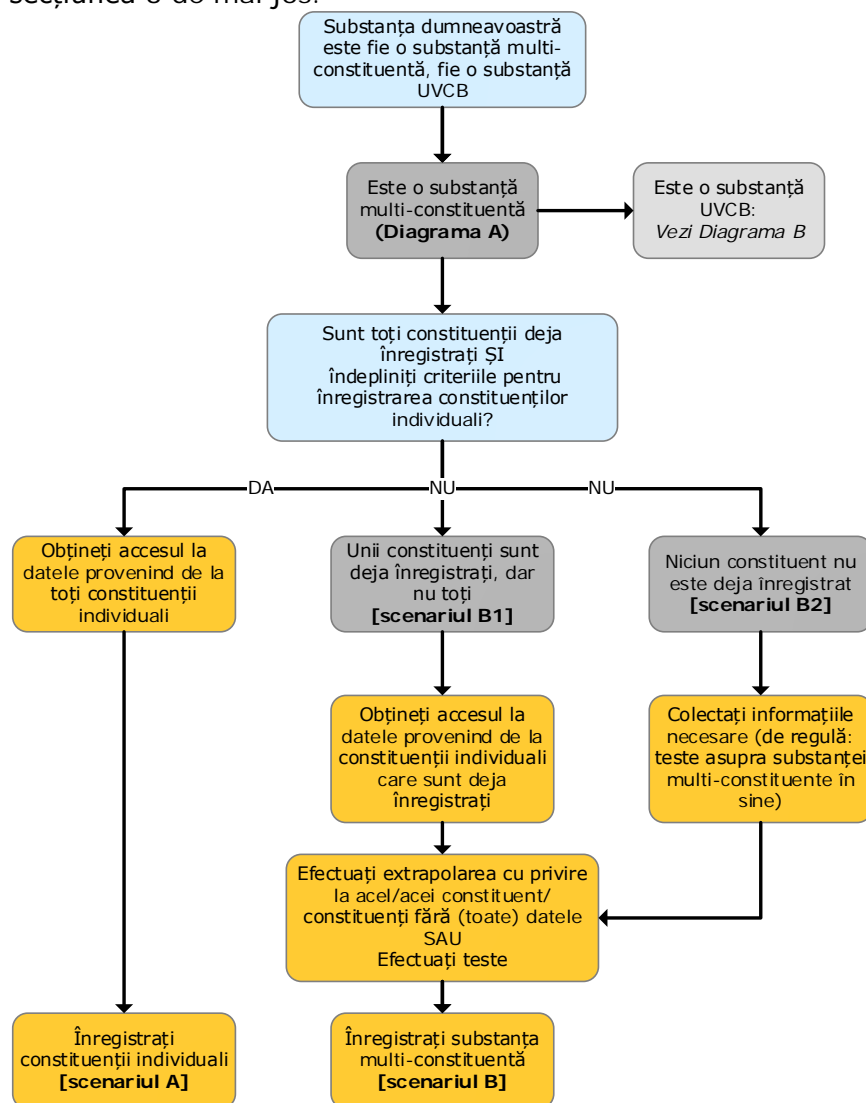 Substanța dumneavoastră
este fie o substanță multi-
constituentă, fie o substanță
UVCB
Este o substanță
multi-constituentă
(Diagrama A)
Este o substanță
UVCB:
Vezi Diagrama B
Sunt toți constituenții deja
înregistrați ȘI
îndepliniți criteriile pentru
înregistrarea constituenților
individuali?
DA
NU
NU
Obțineți accesul la
datele provenind de la
toți constituenții
individuali
Unii constituenți sunt
deja înregistrați, dar
nu toți
[scenariul B1]
Niciun constituent nu
este deja înregistrat
[scenariul B2]
Obțineți accesul la
datele provenind de la
constituenții individuali
care sunt deja
înregistrați
Colectați informațiile
necesare (de regulă:
teste asupra substanței
multi-constituente în
sine)
Efectuați extrapolarea cu privire
la acel/acei constituent/
constituenți fără (toate) datele
SAU
Efectuați teste
Înregistrați
constituenții individuali
[scenariul A]
Înregistrați substanța
multi-constituentă
[scenariul B]